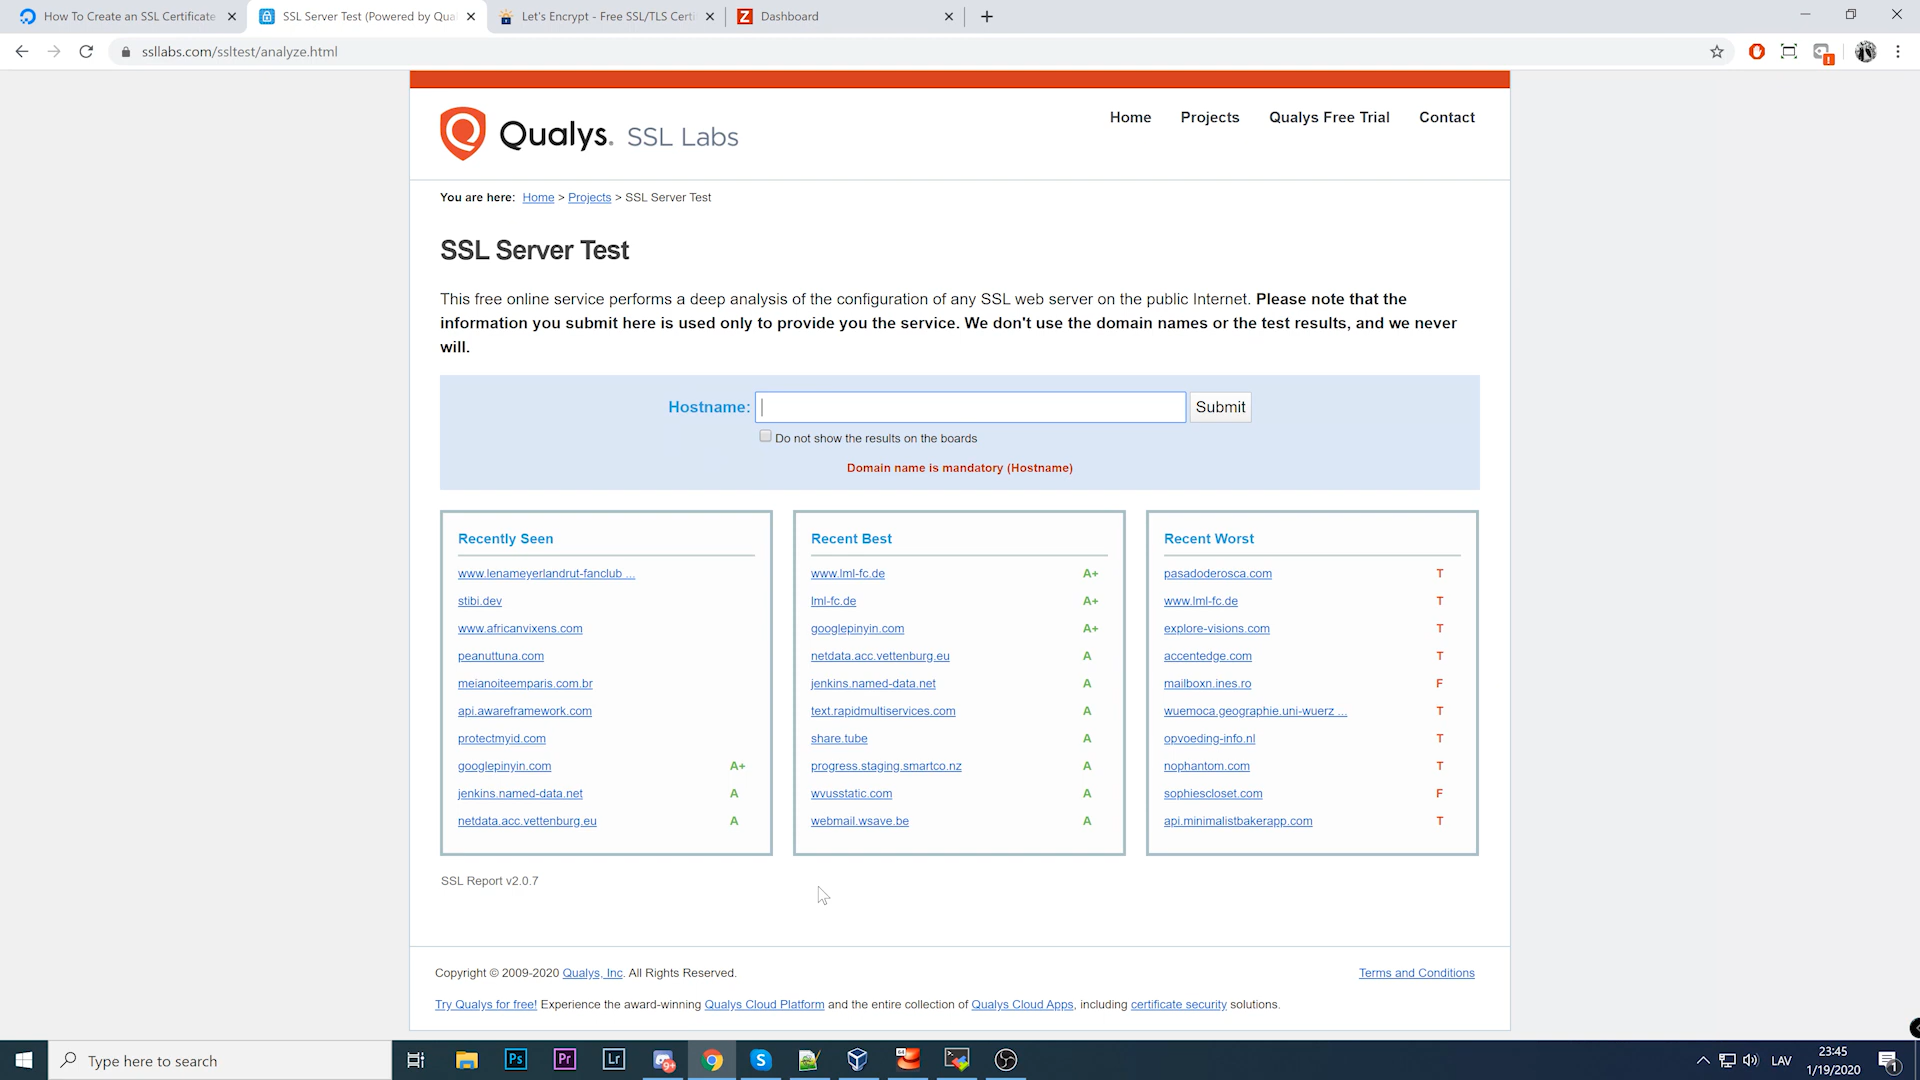 How To Create an SSL Certificate
SSL Server Test (Powered by Qua
Let's Encrypt - Free SSL/TLS Certi
Z
Dashboard
ssllabs.com/ssltest/analyze.html
Qualys. SSL Labs
Home
Projects
Qualys Free Trial
Contact
You are here: Home > Projects > SSL Server Test
SSL Server Test
This free online service performs a deep analysis of the configuration of any SSL web server on the public Internet. Please note that the
information you submit here is used only to provide you the service. We don't use the domain names or the test results, and we never
will.
Hostname:
Submit
Do not show the results on the boards
Domain name is mandatory (Hostname)
Recently Seen
www.lenameyerlandrut-fanclub ...
stibi.dev
www.africanvixens.com
peanuttuna.com
meianoiteemparis.com.br
api.awareframework.com
protectmyid.com
googlepinyin.com A+
jenkins.named-data.net A
netdata.acc.vettenburg.eu A
Recent Best
www.lml-fc.de A+
lml-fc.de A+
googlepinyin.com A+
netdata.acc.vettenburg.eu A
jenkins.named-data.net A
text.rapidmultiservices.com A
share.tube A
progress.staging.smartco.nz A
wvusstatic.com A
webmail.wsave.be A
Recent Worst
pasadoderosca.com T
www.lml-fc.de T
explore-visions.com T
accentedge.com T
mailboxn.ines.ro F
wuemoca.geographie.uni-wuerz ... T
opvoeding-info.nl T
nophantom.com T
sophiescloset.com F
api.minimalistbakerapp.com T
SSL Report v2.0.7
Copyright © 2009-2020 Qualys, Inc. All Rights Reserved.
Terms and Conditions
Try Qualys for free! Experience the award-winning Qualys Cloud Platform and the entire collection of Qualys Cloud Apps, including certificate security solutions.
Type here to search
Ps
Pr
Lr
S
64
LAV
23:45
1/19/2020
1